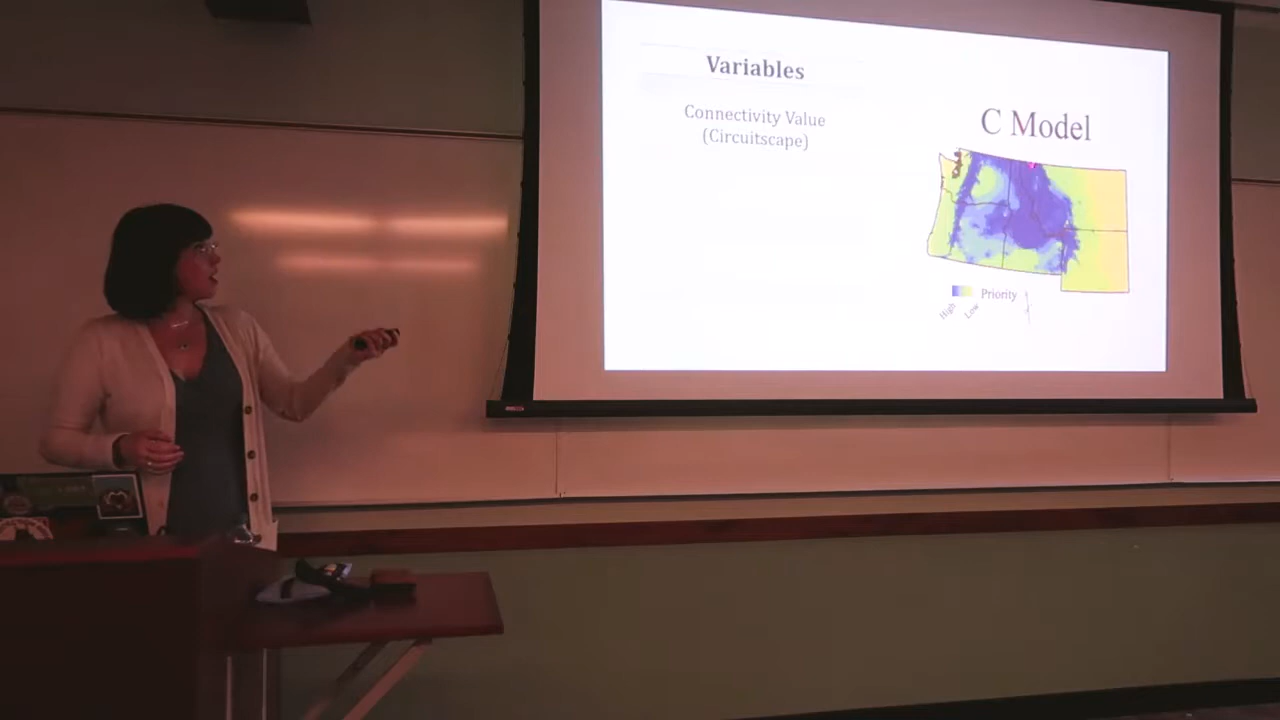 Variables
Connectivity Value
(Circuitscape)
C Model
Priority
High
Low